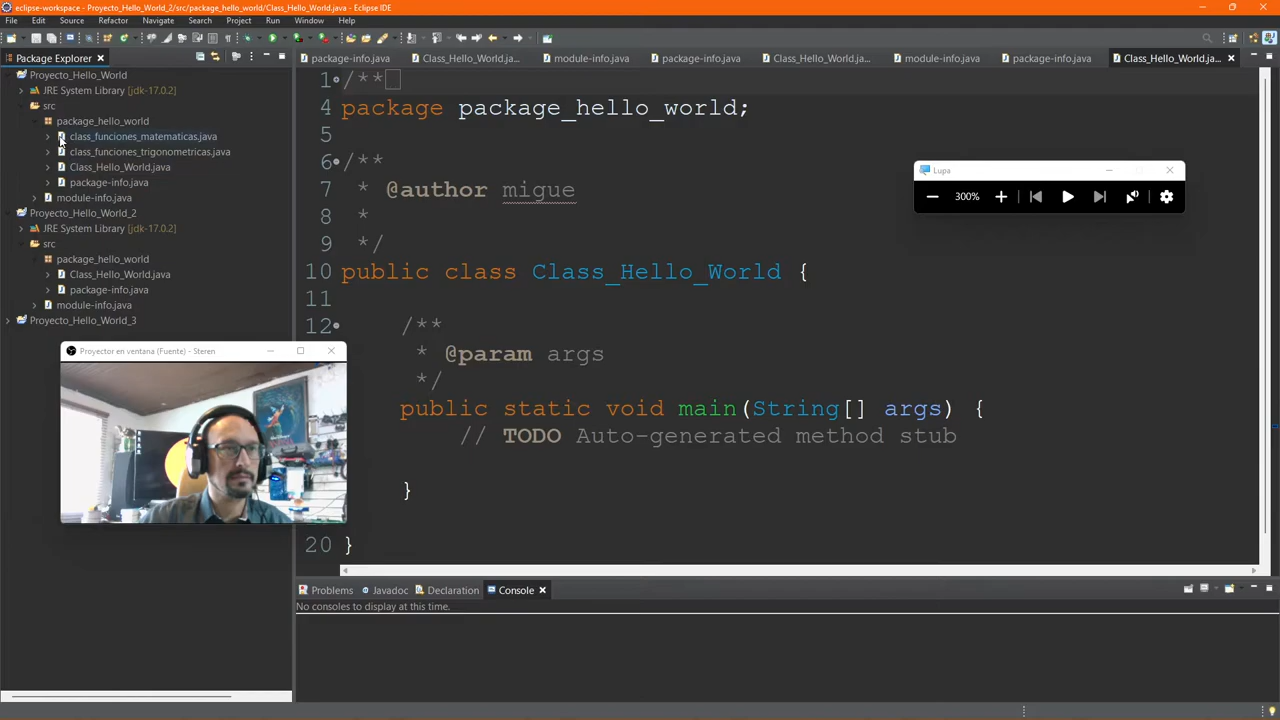 eclipse-workspace - Proyecto_Hello_World_2/src/package_hello_world/Class_Hello_World.java - Eclipse IDE
File Edit Source Refactor Navigate Search Project Run Window Help
Package Explorer
Proyecto_Hello_World
JRE System Library [jdk-17.0.2]
src
package_hello_world
class_funciones_matematicas.java
class_funciones_trigonometricas.java
Class_Hello_World.java
package-info.java
module-info.java
Proyecto_Hello_World_2
JRE System Library [jdk-17.0.2]
src
package_hello_world
Class_Hello_World.java
package-info.java
module-info.java
Proyecto_Hello_World_3
Proyector en ventana (Fuente) - Steren
package-info.java Class_Hello_World.ja... module-info.java package-info.java Class_Hello_World.ja... module-info.java package-info.java Class_Hello_World.ja...
1 /**
4 package package_hello_world;
5
6 /**
7 * @author migue
8 *
9 */
10 public class Class_Hello_World {
11
12 /**
* @param args
*/
public static void main(String[] args) {
// TODO Auto-generated method stub
}
20 }
Lupa
300%
Problems Javadoc Declaration Console
No consoles to display at this time.